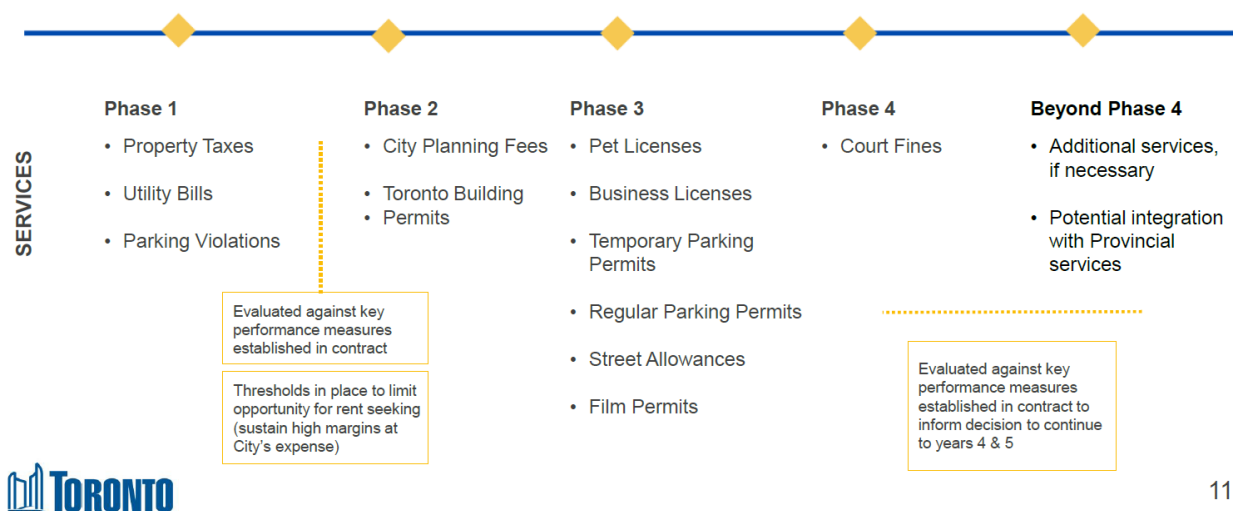 SERVICES
Phase 1
• Property Taxes
• Utility Bills
• Parking Violations
Evaluated against key
performance measures
established in contract
Thresholds in place to limit
opportunity for rent seeking
(sustain high margins at
City’s expense)
Phase 2
• City Planning Fees
• Toronto Building
• Permits
Phase 3
• Pet Licenses
• Business Licenses
• Temporary Parking
Permits
• Regular Parking Permits
• Street Allowances
• Film Permits
Phase 4
• Court Fines
Beyond Phase 4
• Additional services,
if necessary
• Potential integration
with Provincial
services
Evaluated against key
performance measures
established in contract to
inform decision to continue
to years 4 & 5
TORONTO
11